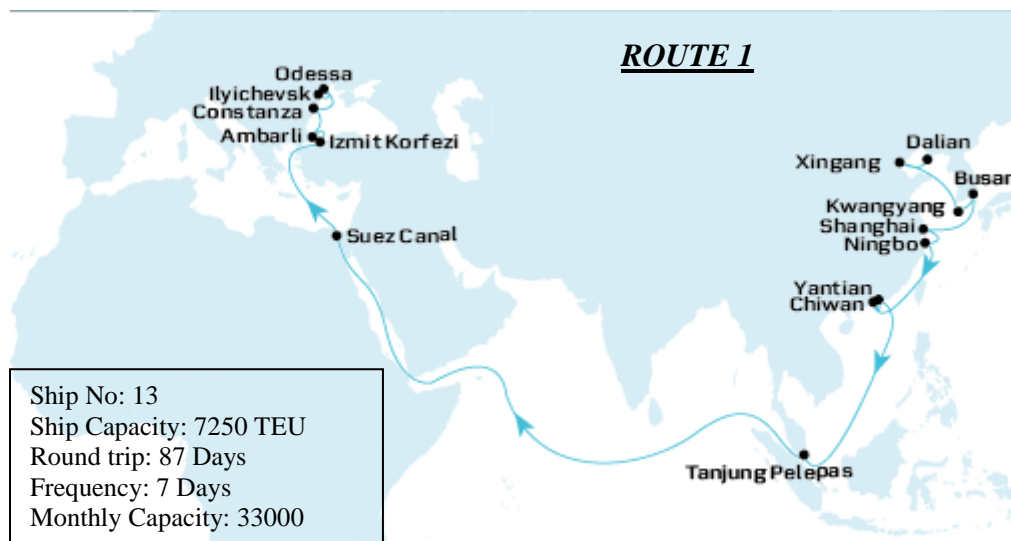 ROUTE 1
Odessa
Ilyichevsk
Constanza
Ambarli
Izmit Korfezi
Suez Canal
Dalian
Xingang
Busan
Kwangyang
Shanghai
Ningbo
Yantian
Chiwan
Tanjung Pelepas
Ship No: 13
Ship Capacity: 7250 TEU
Round trip: 87 Days
Frequency: 7 Days
Monthly Capacity: 33000